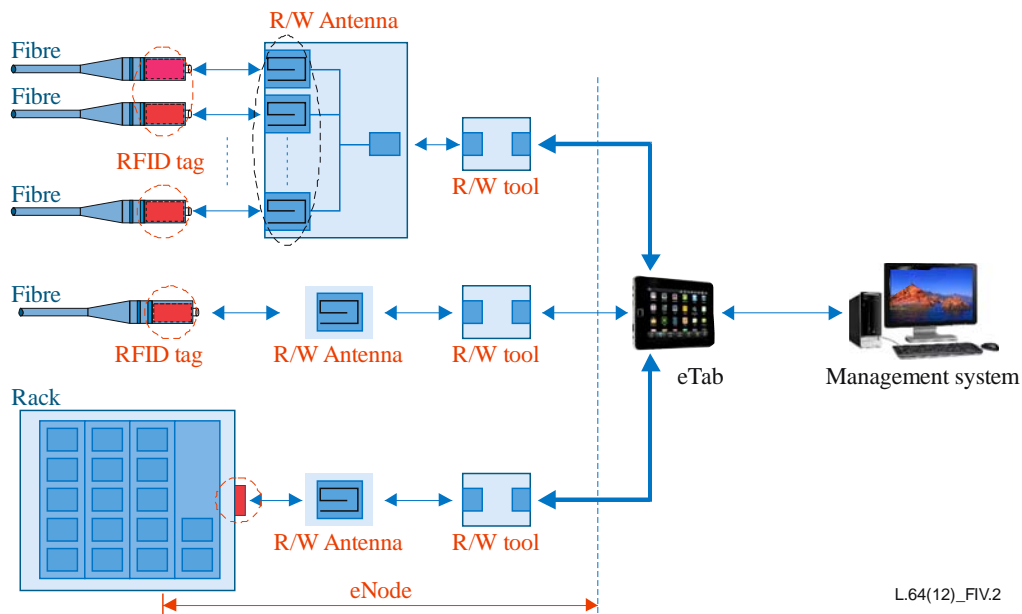 R/W Antenna
Fibre
Fibre
RFID tag
R/W tool
Fibre
Fibre
RFID tag
R/W Antenna
R/W tool
eTab
Management system
Rack
R/W Antenna
R/W tool
eNode
L.64(12)_FIV.2